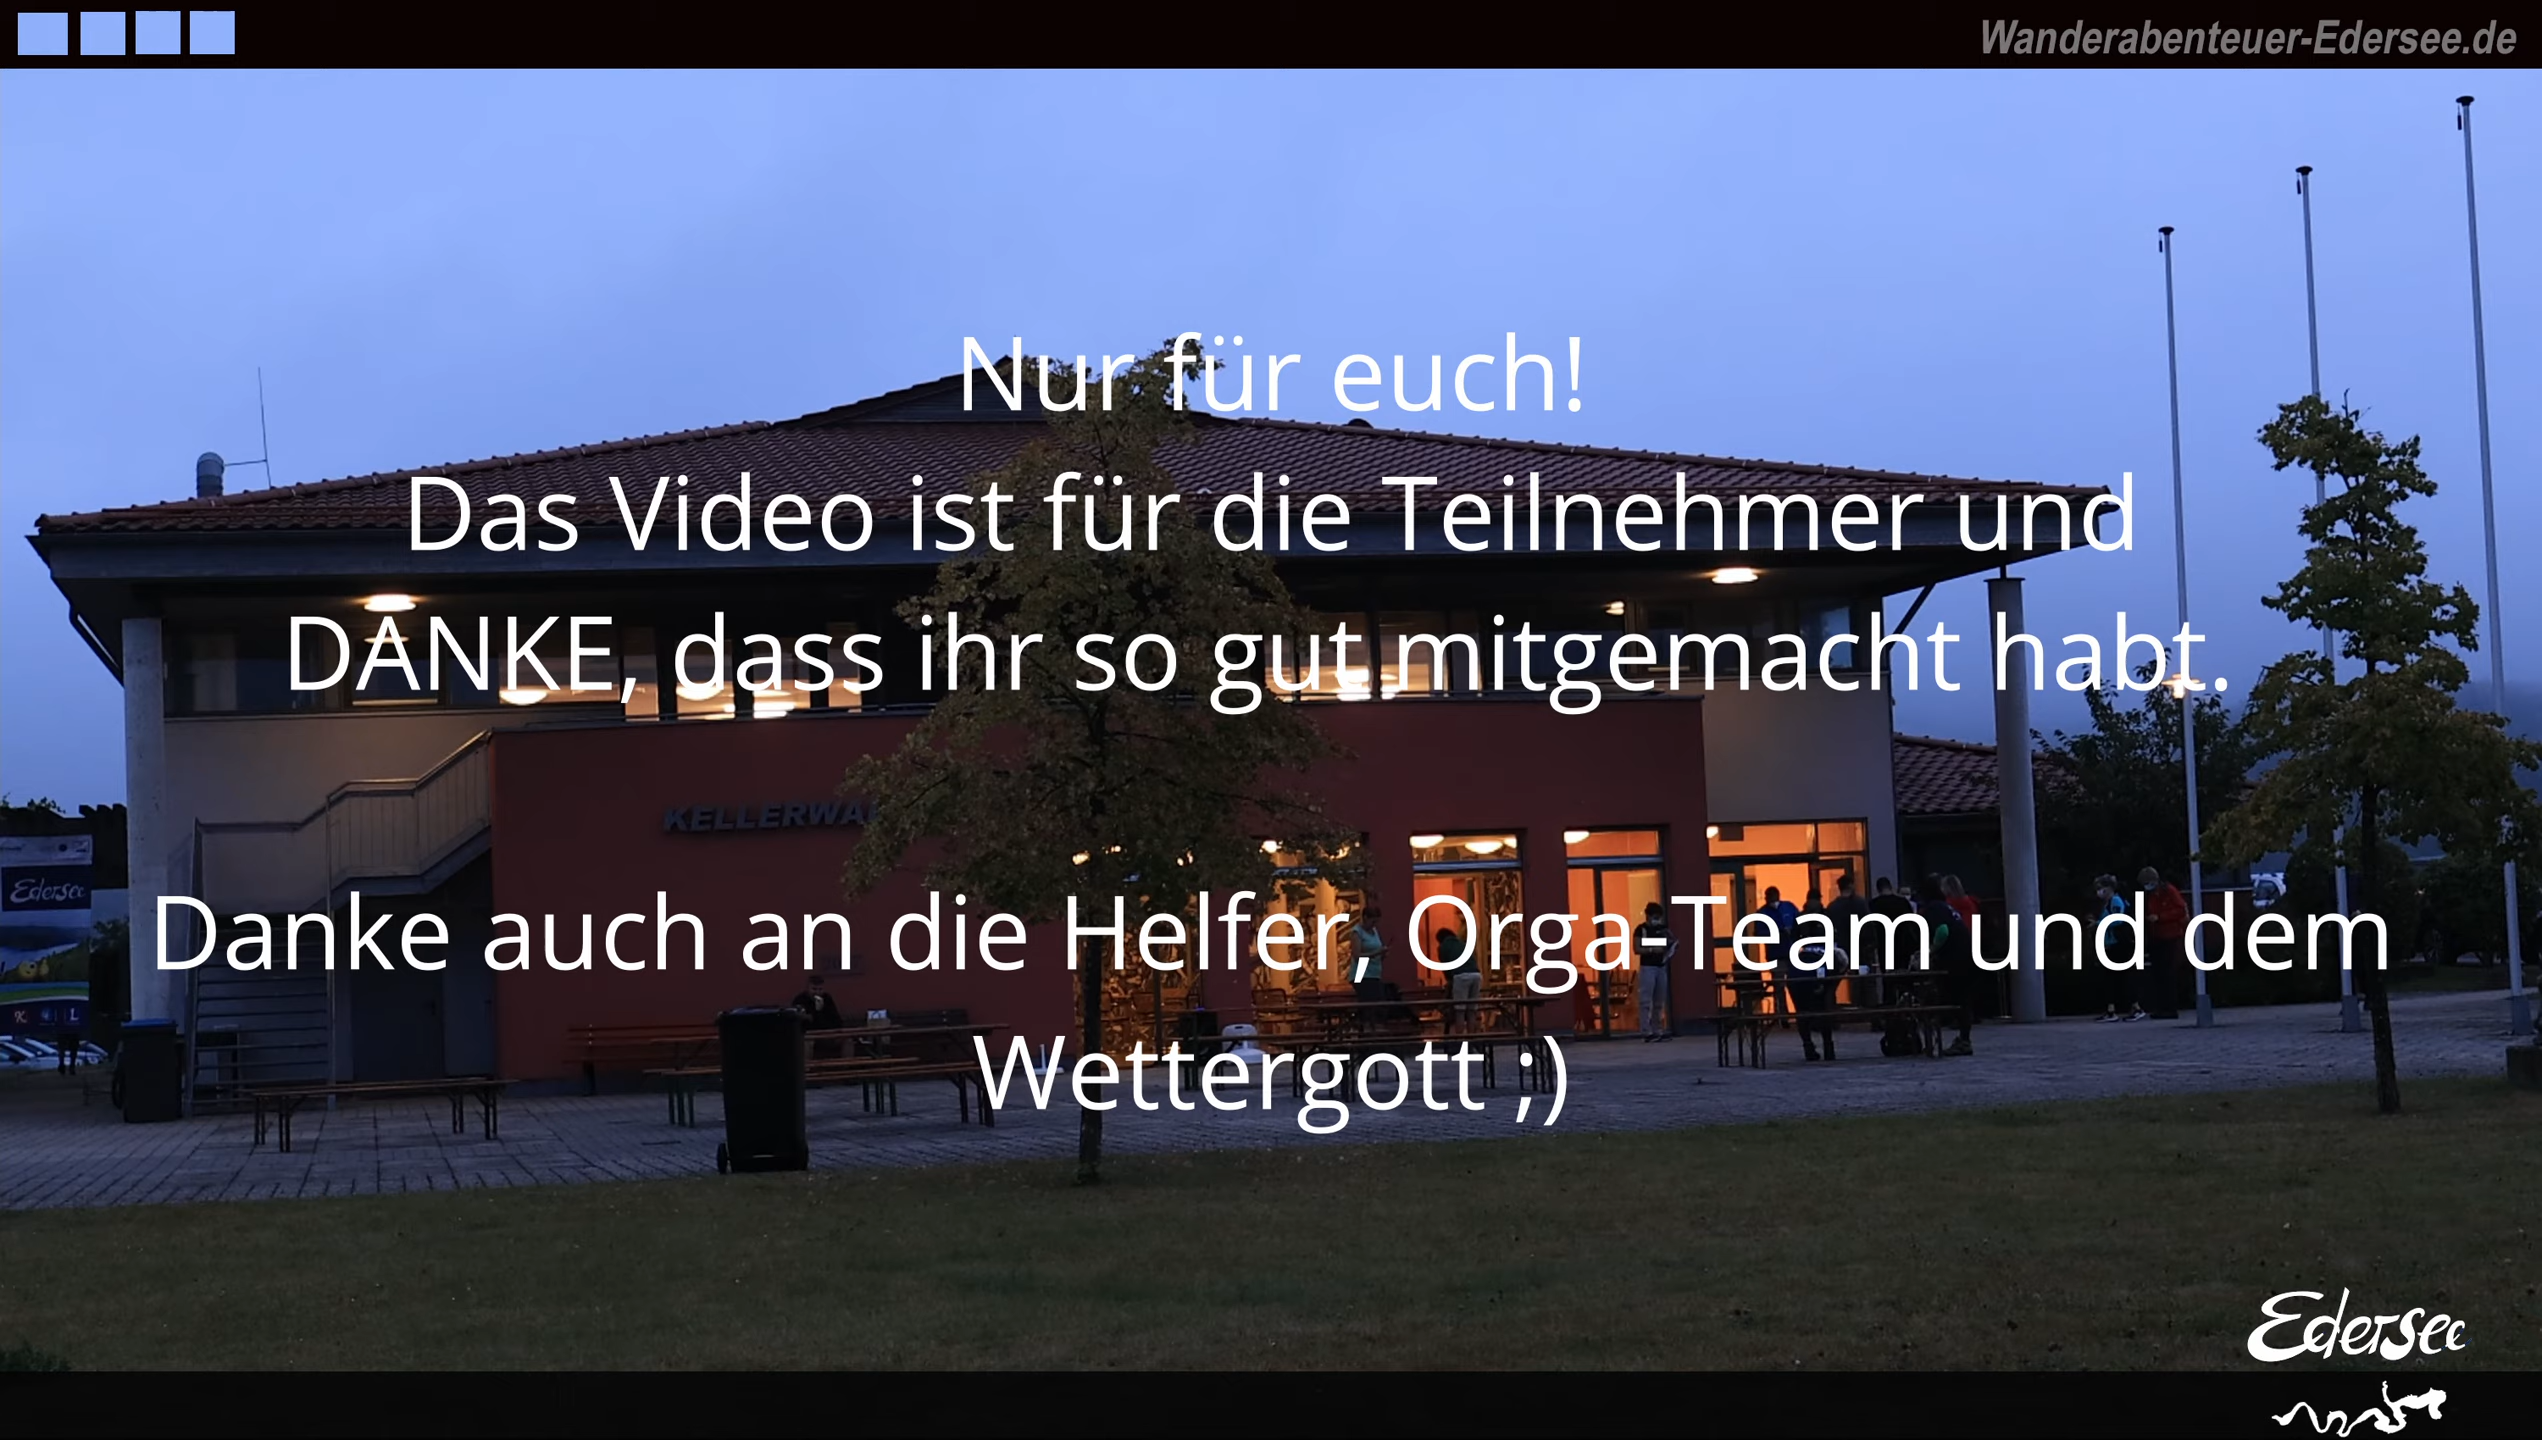 Wanderabenteuer-Edersee.de
Nur für euch!
Das Video ist für die Teilnehmer und
DANKE, dass ihr so gut mitgemacht habt.
KELLERWA
Edersee
Danke auch an die Helfer, Orga-Team und dem
Wettergott ;)
Edersee